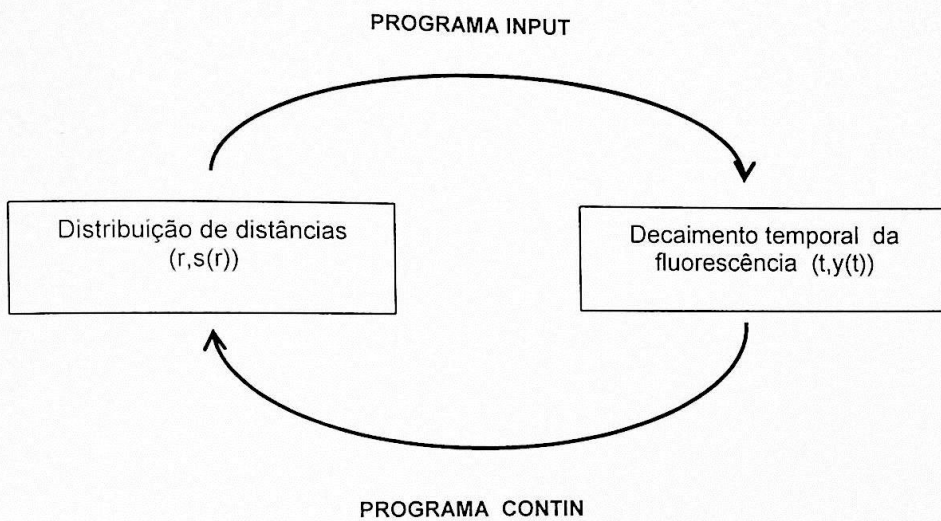 PROGRAMA INPUT
Distribuição de distâncias
(r,s(r))
Decaimento temporal da
fluorescência (t,y(t))
PROGRAMA CONTIN